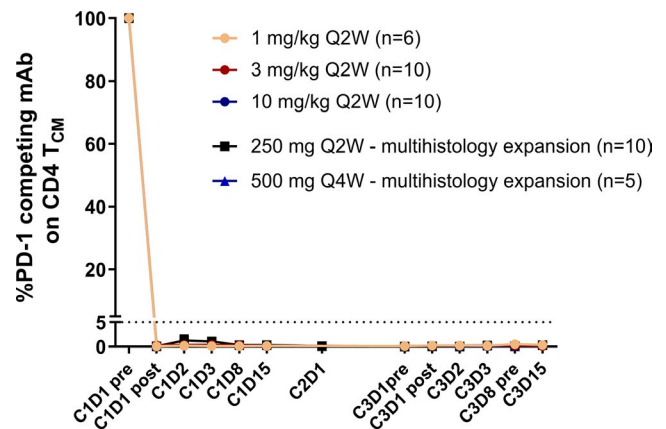 %PD-1 competing mAb
on CD4 TCM
100
80
60
40
20
5
0
1 mg/kg Q2W (n=6)
3 mg/kg Q2W (n=10)
10 mg/kg Q2W (n=10)
250 mg Q2W - multihistology expansion (n=10)
500 mg Q4W - multihistology expansion (n=5)
C1D1 pre
C1D1 post
C1D2
C1D3
C1D8
C1D15
C2D1
C3D1pre
C3D1 post
C3D2
C3D3
C3D8 pre
C3D15